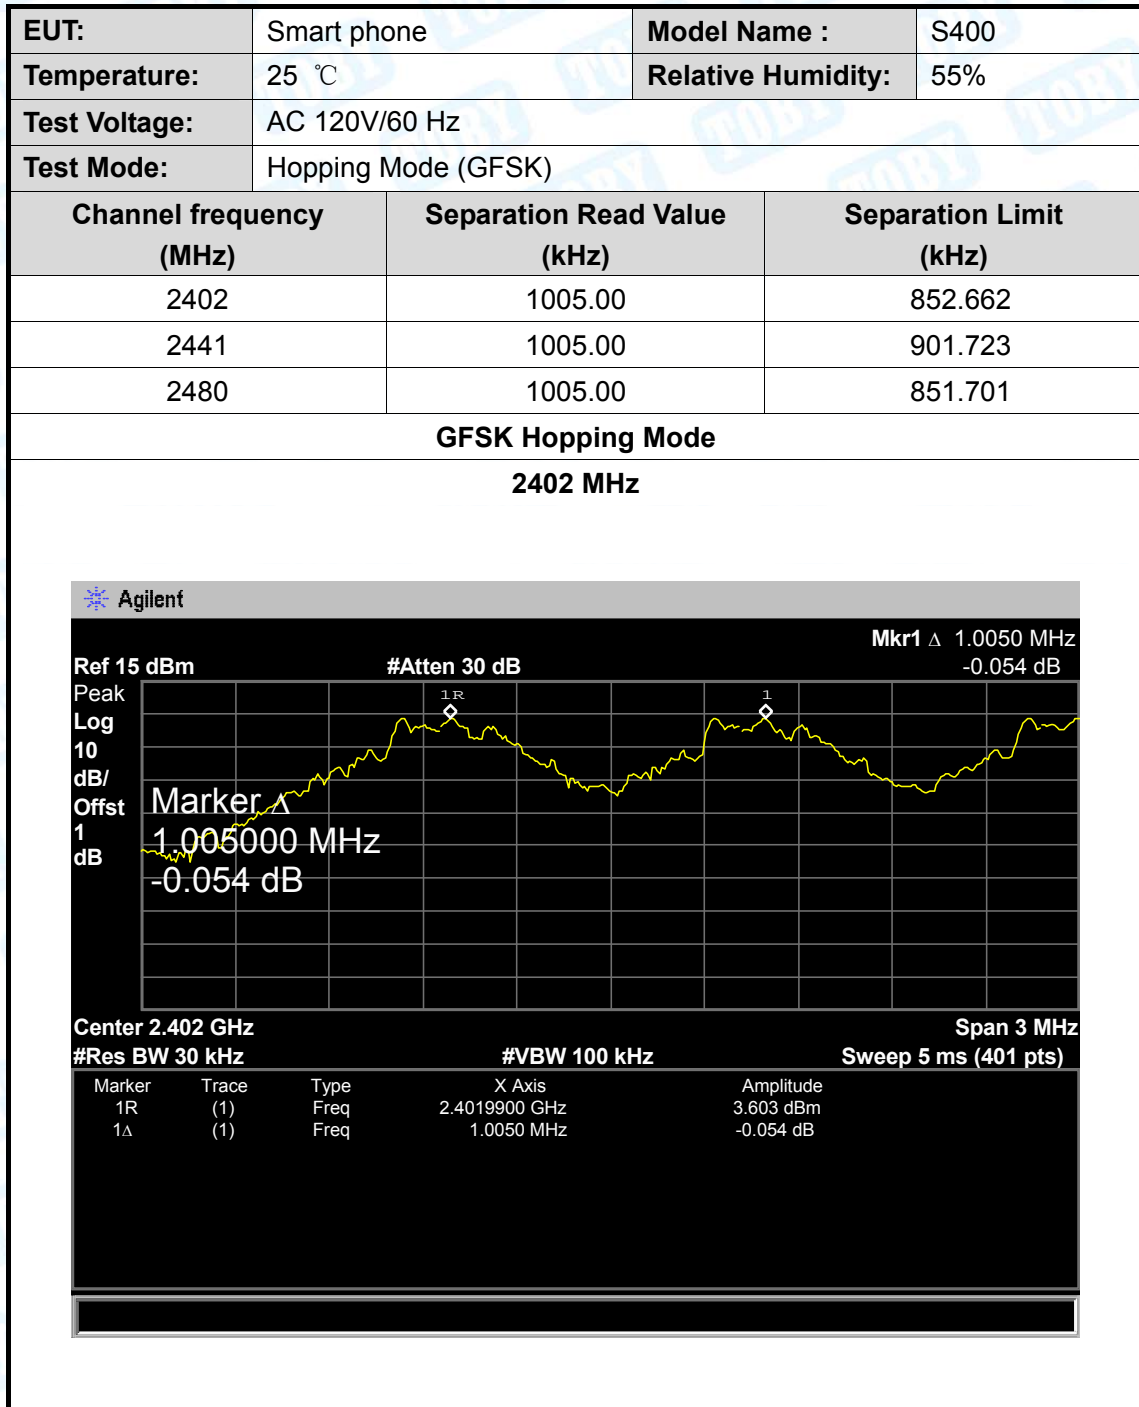 EUT: Smart phone Model Name : S400
Temperature: 25 ℃ Relative Humidity: 55%
Test Voltage: AC 120V/60 Hz
Test Mode: Hopping Mode (GFSK)
Channel frequency Separation Read Value Separation Limit
(MHz) (kHz) (kHz)
2402 1005.00 852.662
2441 1005.00 901.723
2480 1005.00 851.701
GFSK Hopping Mode
2402 MHz
Agilent
Mkr1 Δ 1.0050 MHz
Ref 15 dBm #Atten 30 dB -0.054 dB
Peak
Log
10
dB/
Offst
1
dB
1R 1
Marker Δ
1.005000 MHz
-0.054 dB
Center 2.402 GHz Span 3 MHz
#Res BW 30 kHz #VBW 100 kHz Sweep 5 ms (401 pts)
Marker Trace Type X Axis Amplitude
1R (1) Freq 2.4019900 GHz 3.603 dBm
1Δ (1) Freq 1.0050 MHz -0.054 dB
TOBY